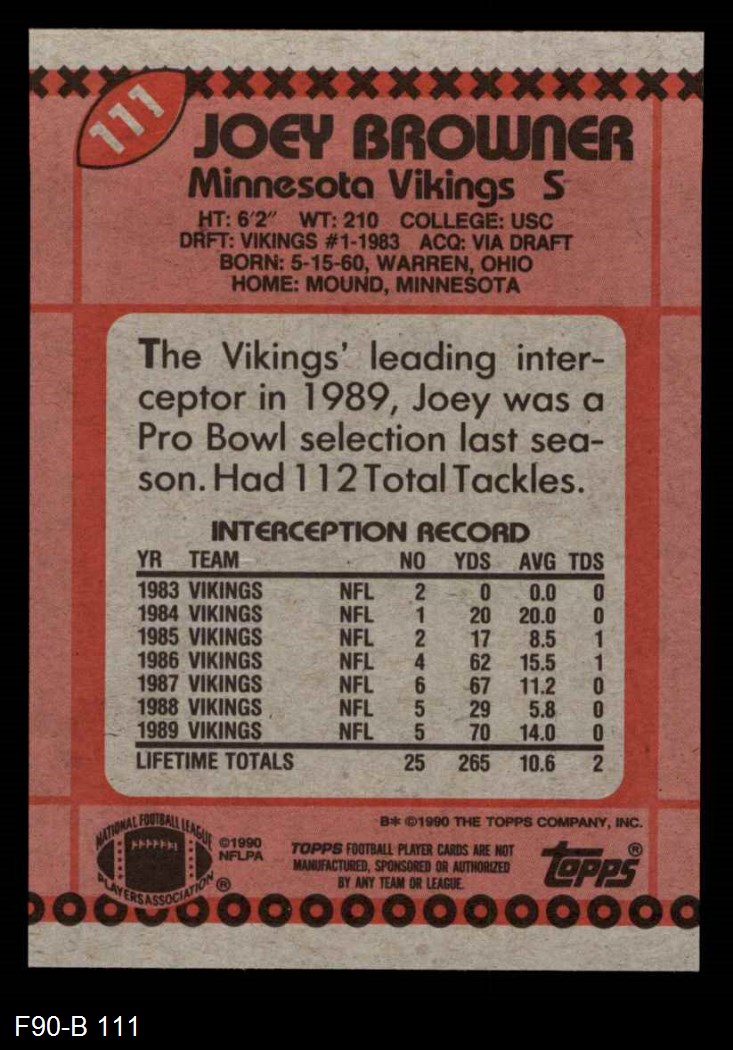 111
JOEY BROWNER
Minnesota Vikings S
HT: 6'2" WT: 210 COLLEGE: USC
DRFT: VIKINGS #1-1983 ACQ: VIA DRAFT
BORN: 5-15-60, WARREN, OHIO
HOME: MOUND, MINNESOTA
The Vikings' leading inter-
ceptor in 1989, Joey was a
Pro Bowl selection last sea-
son. Had 112 Total Tackles.
INTERCEPTION RECORD
YR TEAM NO YDS AVG TDS
1983 VIKINGS NFL 2 0 0.0 0
1984 VIKINGS NFL 1 20 20.0 0
1985 VIKINGS NFL 2 17 8.5 1
1986 VIKINGS NFL 4 62 15.5 1
1987 VIKINGS NFL 6 67 11.2 0
1988 VIKINGS NFL 5 29 5.8 0
1989 VIKINGS NFL 5 70 14.0 0
LIFETIME TOTALS 25 265 10.6 2
B* ©1990 THE TOPPS COMPANY, INC.
NATIONAL FOOTBALL LEAGUE
PLAYERS ASSOCIATION ®
©1990
NFLPA
TOPPS FOOTBALL PLAYER CARDS ARE NOT
MANUFACTURED, SPONSORED OR AUTHORIZED
BY ANY TEAM OR LEAGUE.
topps®
F90-B 111